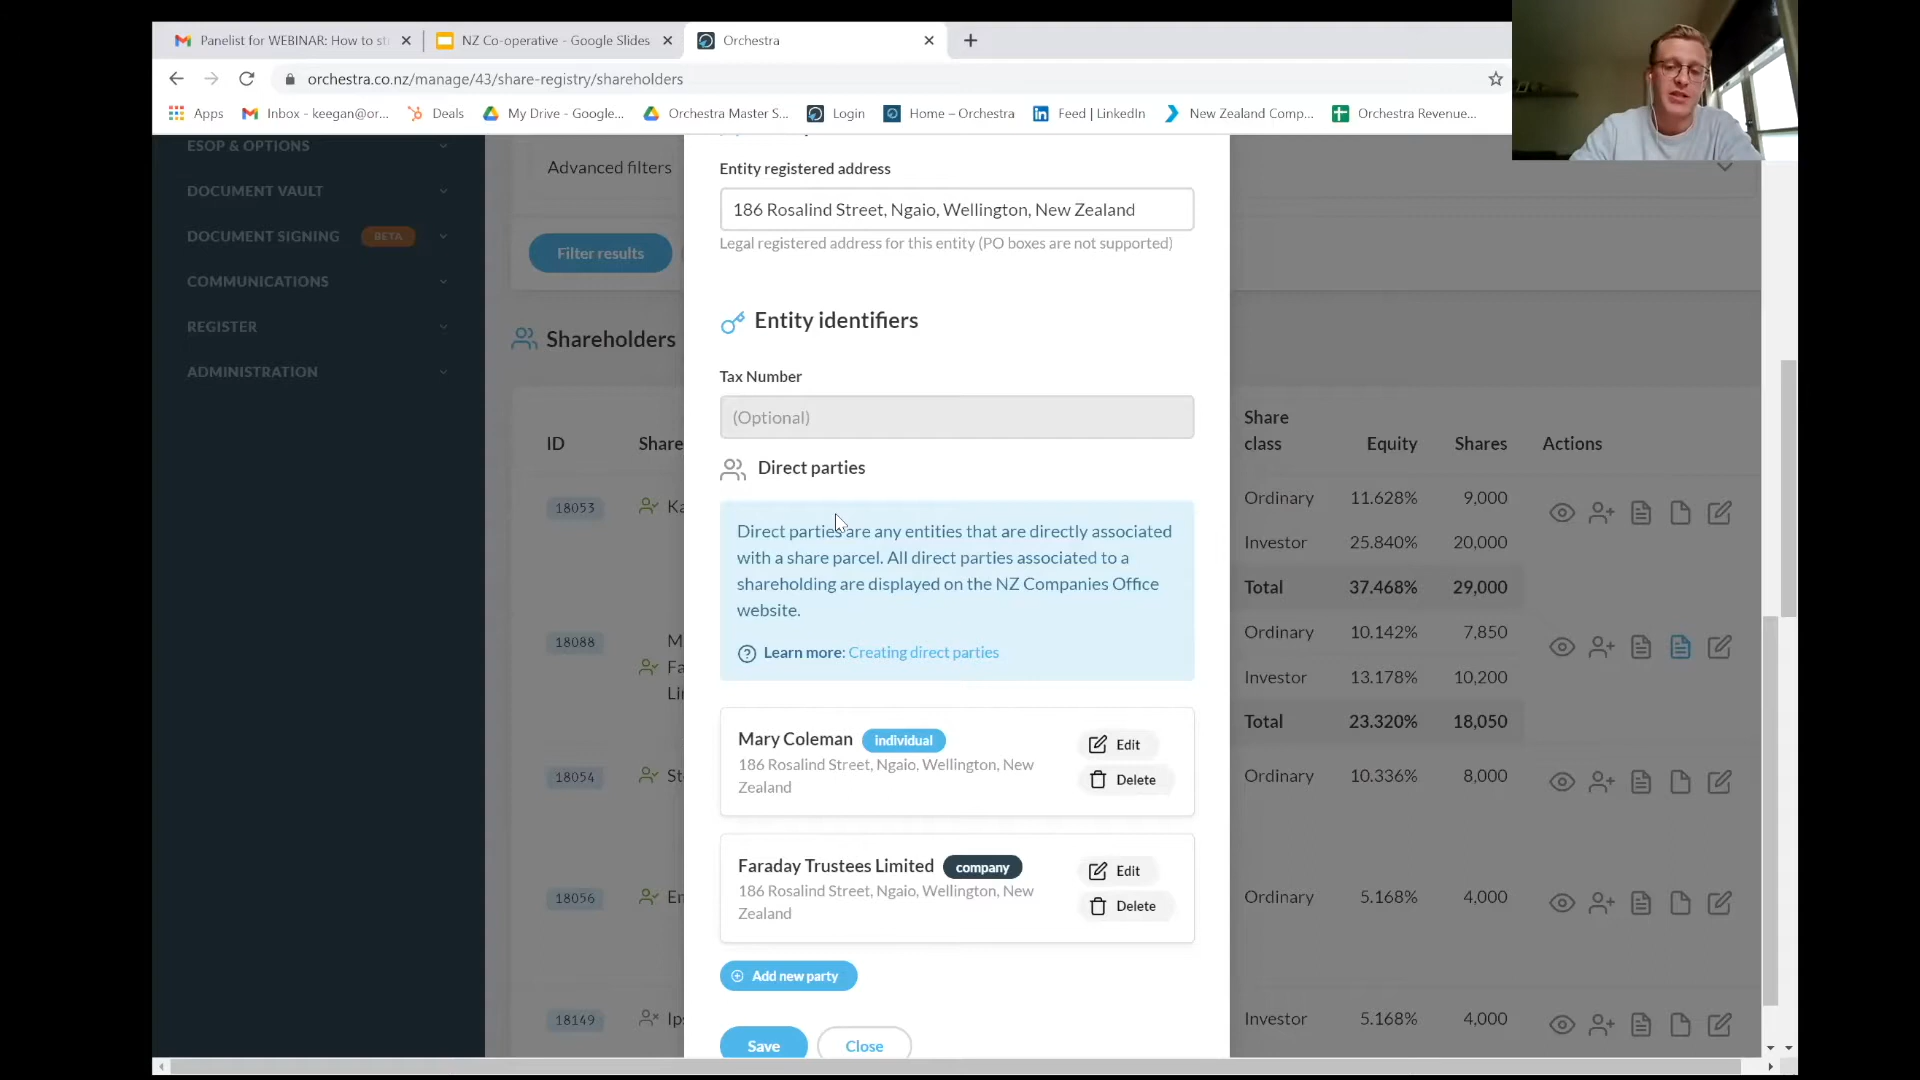 Panelist for WEBINAR: How to st
NZ Co-operative - Google Slides
Orchestra
orchestra.co.nz/manage/43/share-registry/shareholders
Apps
Inbox - keegan@or...
Deals
My Drive - Google...
Orchestra Master S...
Login
Home – Orchestra
Feed | LinkedIn
New Zealand Comp...
Orchestra Revenue...
ESOP & OPTIONS
DOCUMENT VAULT
DOCUMENT SIGNING BETA
COMMUNICATIONS
REGISTER
ADMINISTRATION
Advanced filters
Filter results
Shareholders
ID
Share
Share
class
Equity
Shares
Actions
18053
Ka
Ordinary 11.628% 9,000
Investor 25.840% 20,000
Total 37.468% 29,000
18088
M
Fa
Li
Ordinary 10.142% 7,850
Investor 13.178% 10,200
Total 23.320% 18,050
18054
St
Ordinary 10.336% 8,000
18056
En
Ordinary 5.168% 4,000
18149
Ip
Investor 5.168% 4,000
Entity registered address
186 Rosalind Street, Ngaio, Wellington, New Zealand
Legal registered address for this entity (PO boxes are not supported)
Entity identifiers
Tax Number
(Optional)
Direct parties
Direct parties are any entities that are directly associated
with a share parcel. All direct parties associated to a
shareholding are displayed on the NZ Companies Office
website.
Learn more: Creating direct parties
Mary Coleman individual
186 Rosalind Street, Ngaio, Wellington, New
Zealand
Edit
Delete
Faraday Trustees Limited company
186 Rosalind Street, Ngaio, Wellington, New
Zealand
Edit
Delete
Add new party
Save
Close